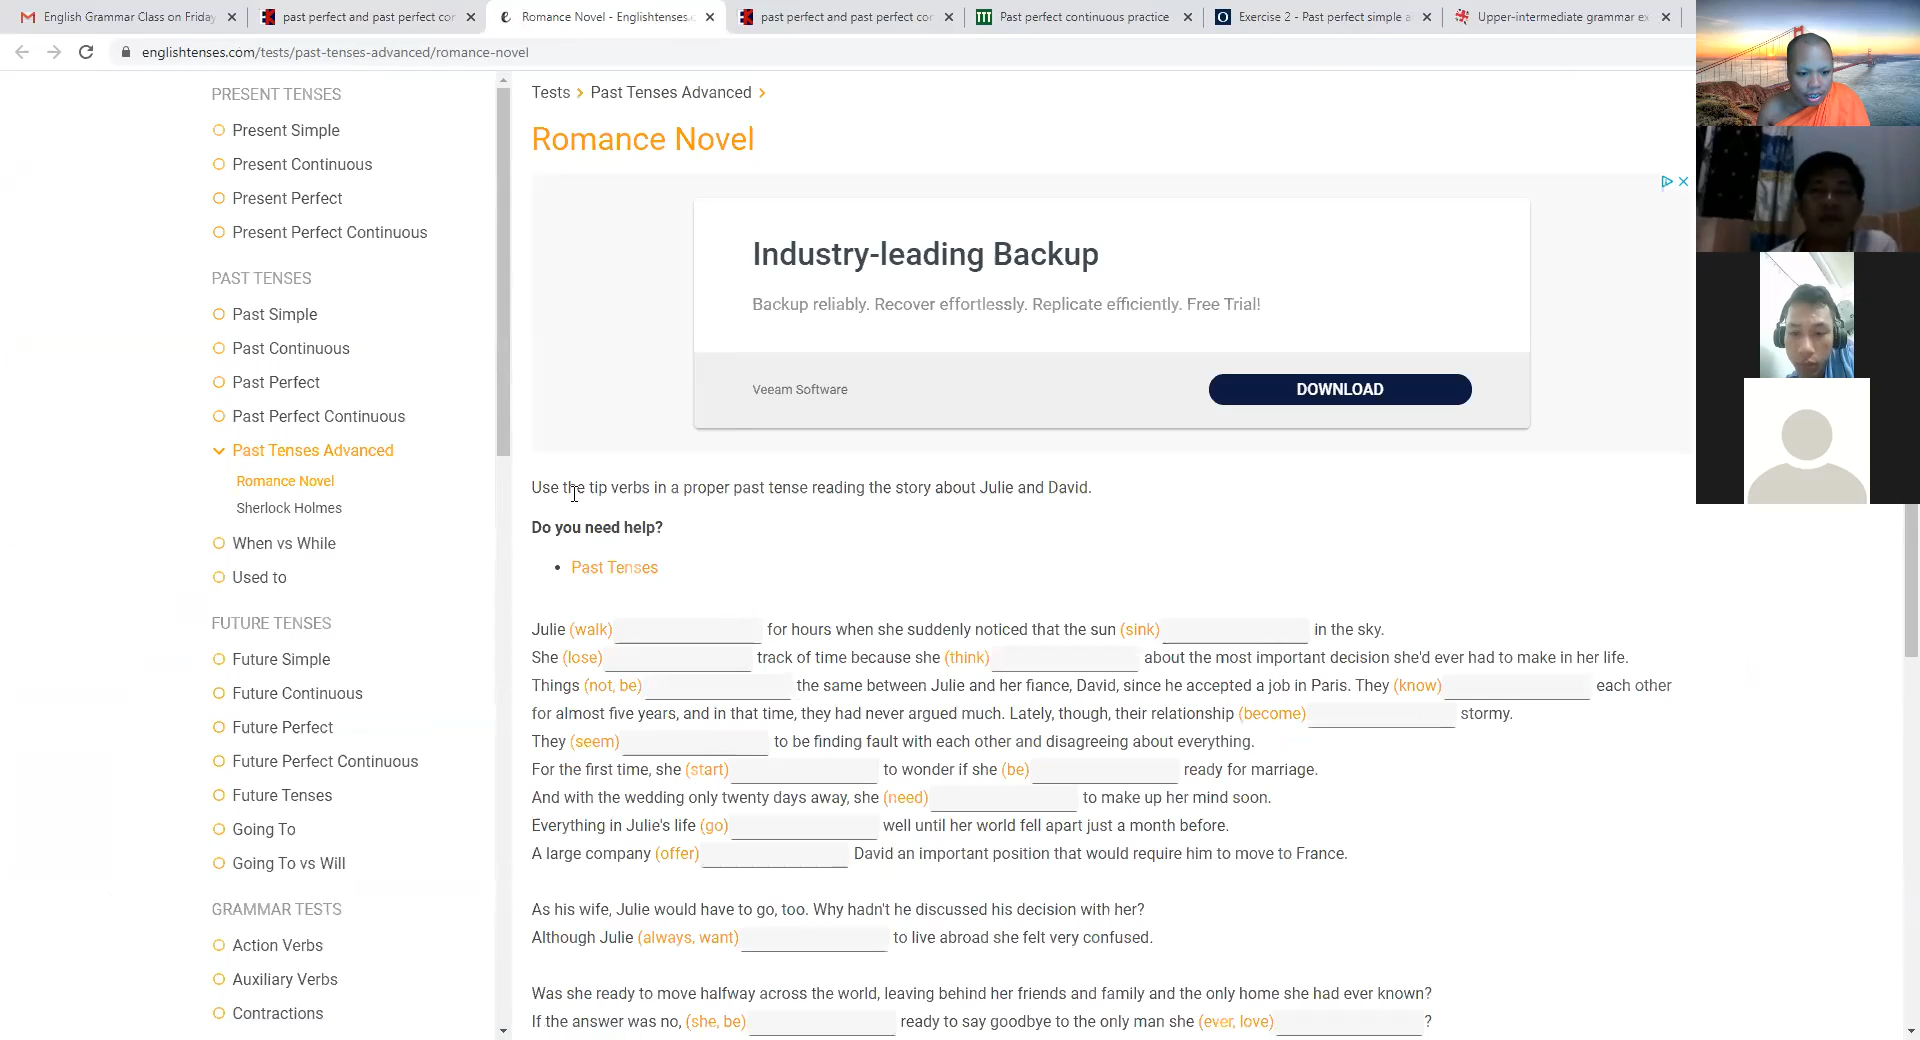 English Grammar Class on Friday
past perfect and past perfect cor
Romance Novel - Englishtenses.
past perfect and past perfect cor
Past perfect continuous practice
Exercise 2 - Past perfect simple a
Upper-intermediate grammar ex
englishtenses.com/tests/past-tenses-advanced/romance-novel
PRESENT TENSES
Present Simple
Present Continuous
Present Perfect
Present Perfect Continuous
PAST TENSES
Past Simple
Past Continuous
Past Perfect
Past Perfect Continuous
Past Tenses Advanced
Romance Novel
Sherlock Holmes
When vs While
Used to
FUTURE TENSES
Future Simple
Future Continuous
Future Perfect
Future Perfect Continuous
Future Tenses
Going To
Going To vs Will
GRAMMAR TESTS
Action Verbs
Auxiliary Verbs
Contractions
Tests > Past Tenses Advanced >
Romance Novel
Industry-leading Backup
Backup reliably. Recover effortlessly. Replicate efficiently. Free Trial!
Veeam Software
DOWNLOAD
Use the tip verbs in a proper past tense reading the story about Julie and David.
Do you need help?
• Past Tenses
Julie (walk) for hours when she suddenly noticed that the sun (sink) in the sky.
She (lose) track of time because she (think) about the most important decision she'd ever had to make in her life.
Things (not, be) the same between Julie and her fiance, David, since he accepted a job in Paris. They (know) each other
for almost five years, and in that time, they had never argued much. Lately, though, their relationship (become) stormy.
They (seem) to be finding fault with each other and disagreeing about everything.
For the first time, she (start) to wonder if she (be) ready for marriage.
And with the wedding only twenty days away, she (need) to make up her mind soon.
Everything in Julie's life (go) well until her world fell apart just a month before.
A large company (offer) David an important position that would require him to move to France.
As his wife, Julie would have to go, too. Why hadn't he discussed his decision with her?
Although Julie (always, want) to live abroad she felt very confused.
Was she ready to move halfway across the world, leaving behind her friends and family and the only home she had ever known?
If the answer was no, (she, be) ready to say goodbye to the only man she (ever, love) ?